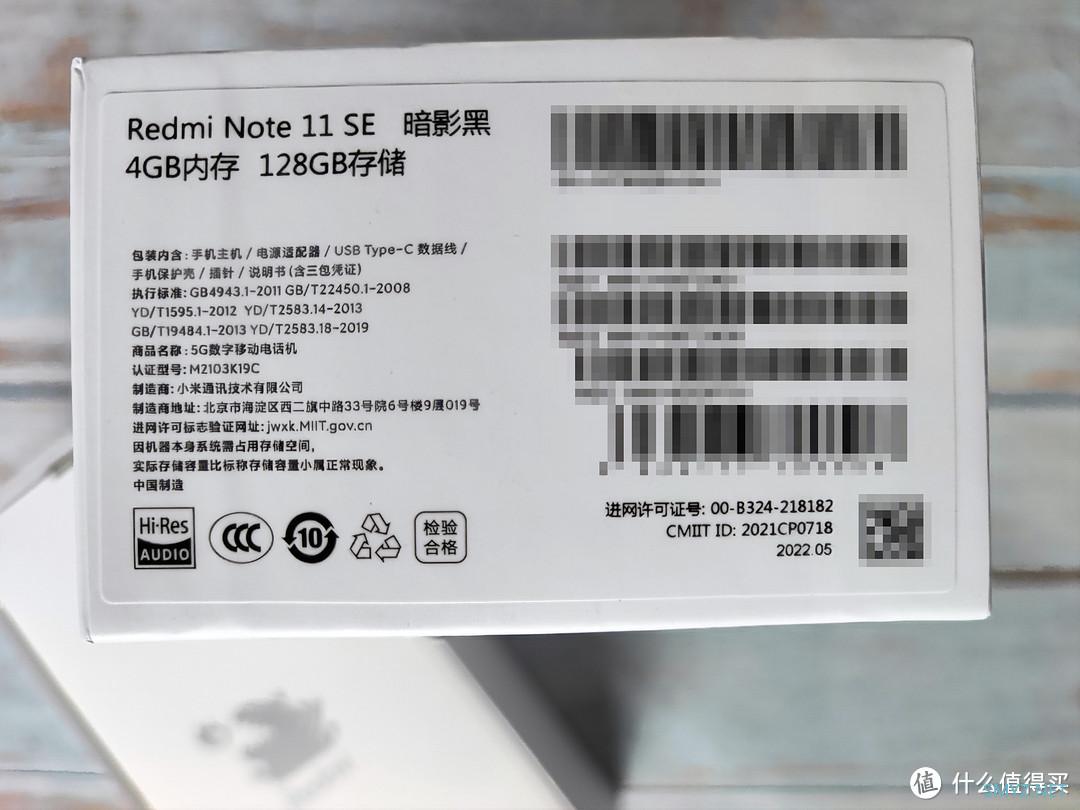 Redmi Note 11 SE 暗影黑
4GB内存 128GB存储
包装内含: 手机主机 / 电源适配器 / USB Type-C 数据线 /
手机保护壳 / 插针 / 说明书(含三包凭证)
执行标准: GB4943.1-2011 GB/T22450.1-2008
YD/T1595.1-2012 YD/T2583.14-2013
GB/T19484.1-2013 YD/T2583.18-2019
商品名称: 5G数字移动电话机
认证型号: M2103K19C
制造商: 小米通讯技术有限公司
制造商地址: 北京市海淀区西二旗中路33号院6号楼9层019号
进网许可标志验证网址: jwxk.MIIT.gov.cn
因机器本身系统需占用存储空间,
实际存储容量比标称存储容量小属正常现象。
中国制造
Hi-Res
AUDIO
CCC
10
检验
合格
进网许可证号: 00-B324-218182
CMIIT ID: 2021CP0718
2022.05
值 什么值得买